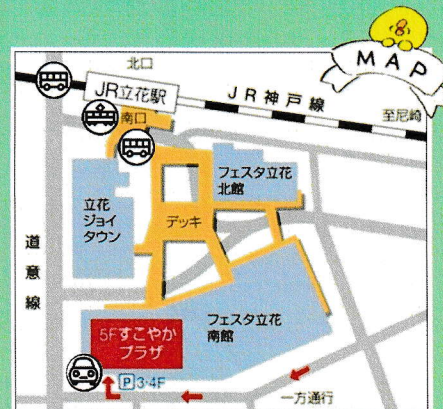 MAP
北口
JR立花駅
JR神戸線
至尼崎
南口
フェスタ立花
北館
立花
ジョイ
タウン
デッキ
道意線
フェスタ立花
南館
5Fすこやか
プラザ
P3·4F
一方通行